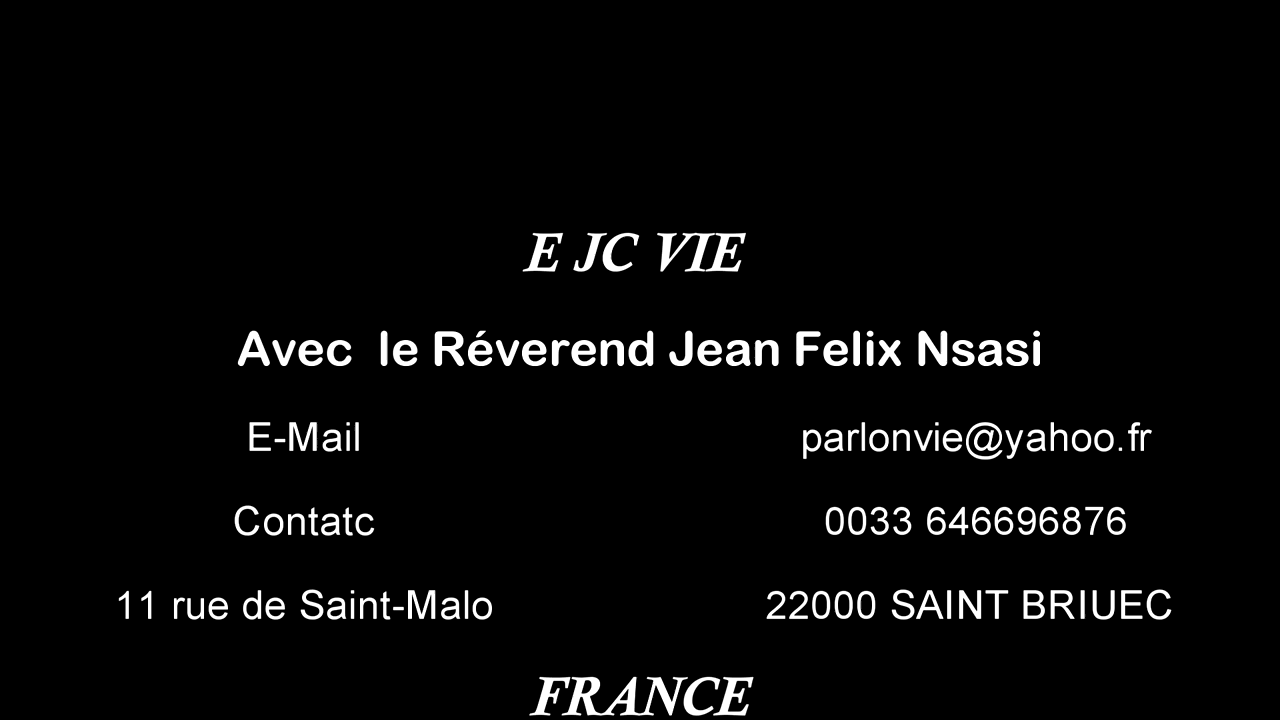 E JC VIE
Avec le Réverend Jean Felix Nsasi
E-Mail parlonvie@yahoo.fr
Contatc 0033 646696876
11 rue de Saint-Malo 22000 SAINT BRIUEC
FRANCE